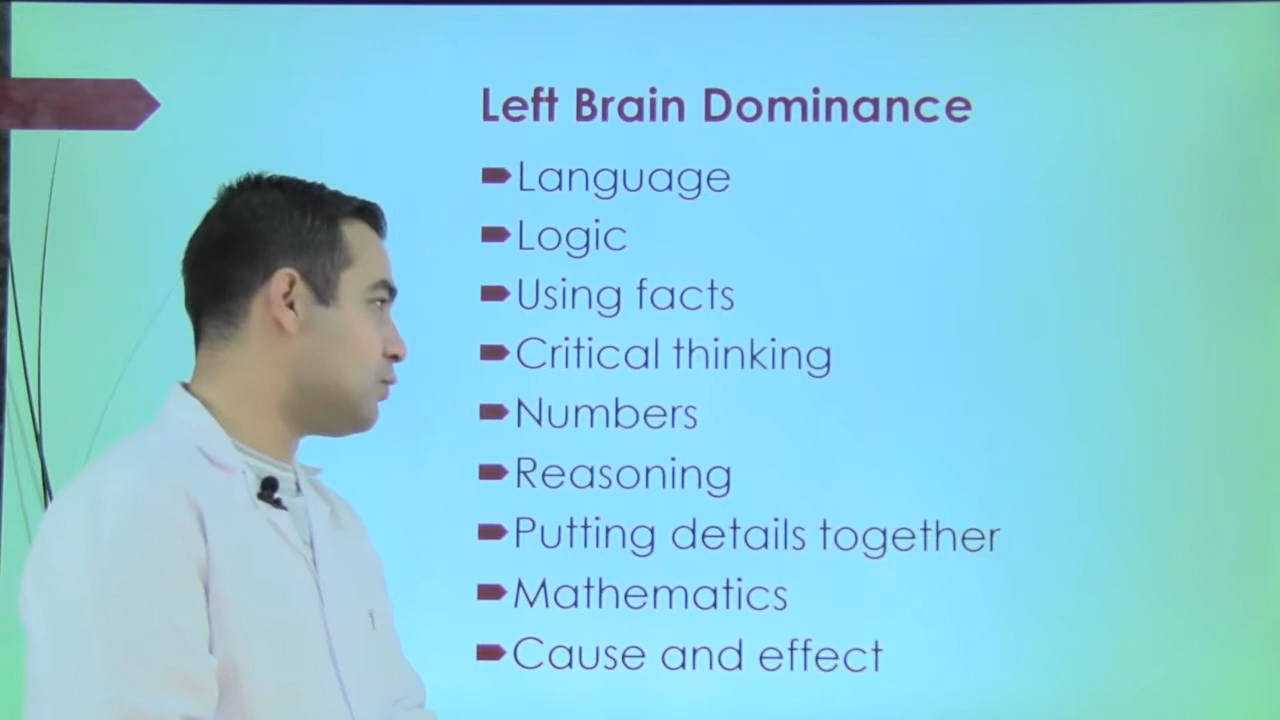 Left Brain Dominance
Language
Logic
Using facts
Critical thinking
Numbers
Reasoning
Putting details together
Mathematics
Cause and effect